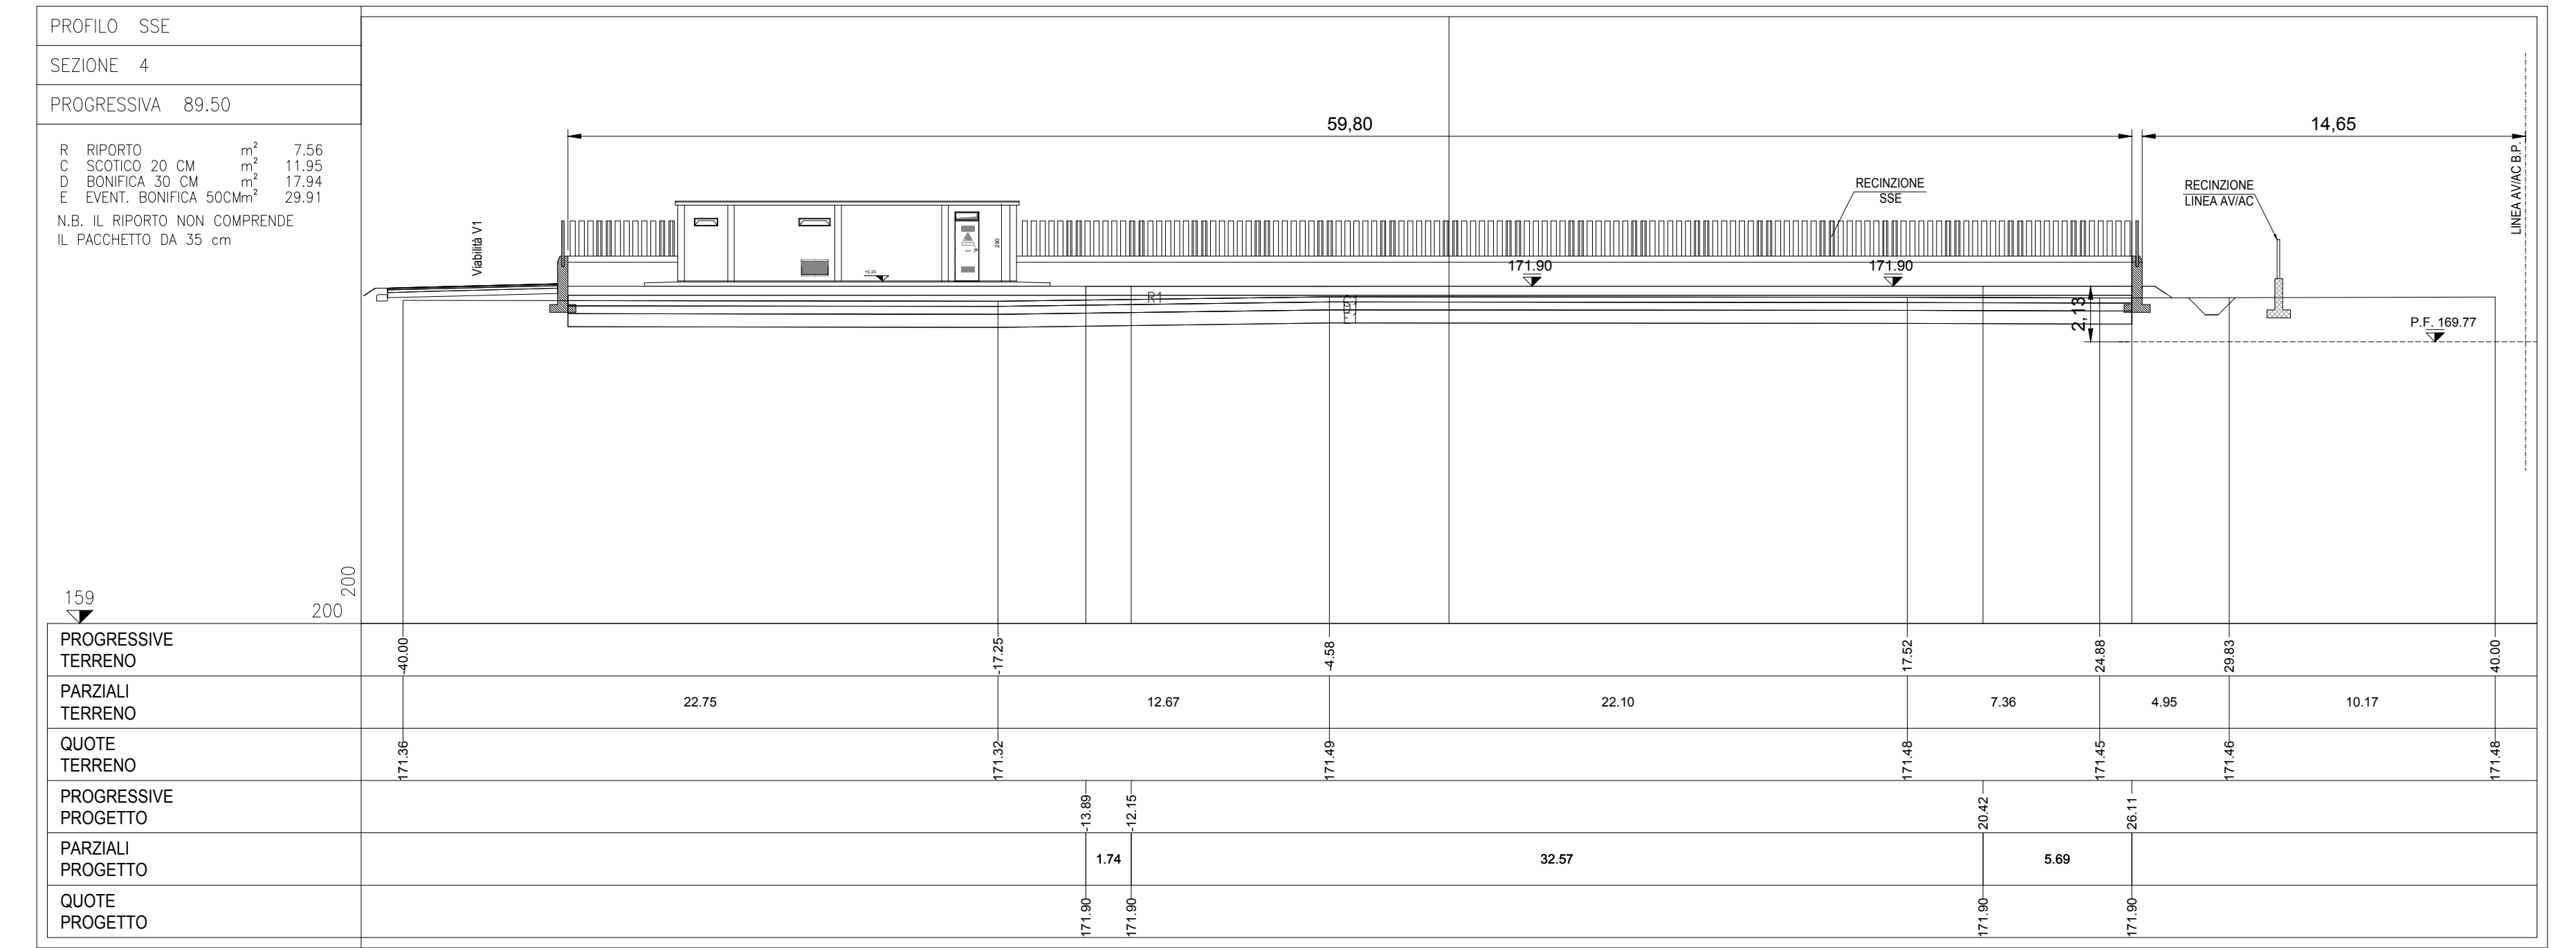 PROFILO SSE
SEZIONE 4
PROGRESSIVA 89.50
R RIPORTO m² 7.56
C SCOTICO 20 CM m² 11.95
D BONIFICA 30 CM m² 17.94
E EVENT. BONIFICA 50CM m² 29.91
N.B. IL RIPORTO NON COMPRENDE
IL PACCHETTO DA 35 cm
59,80
14,65
LINEA AV/AC B.P.
RECINZIONE
SSE
RECINZIONE
LINEA AV/AC
Viabilità V1
290
+0.20
171.90
171.90
R1
2,13
P.F. 169.77
159
200
200
PROGRESSIVE
TERRENO
-40.00 -17.25 -4.58 17.52 24.88 29.83 40.00
PARZIALI
TERRENO
22.75 12.67 22.10 7.36 4.95 10.17
QUOTE
TERRENO
171.36 171.32 171.49 171.48 171.45 171.46 171.48
PROGRESSIVE
PROGETTO
-13.89 -12.15 20.42 26.11
PARZIALI
PROGETTO
1.74 32.57 5.69
QUOTE
PROGETTO
171.90 171.90 171.90 171.90